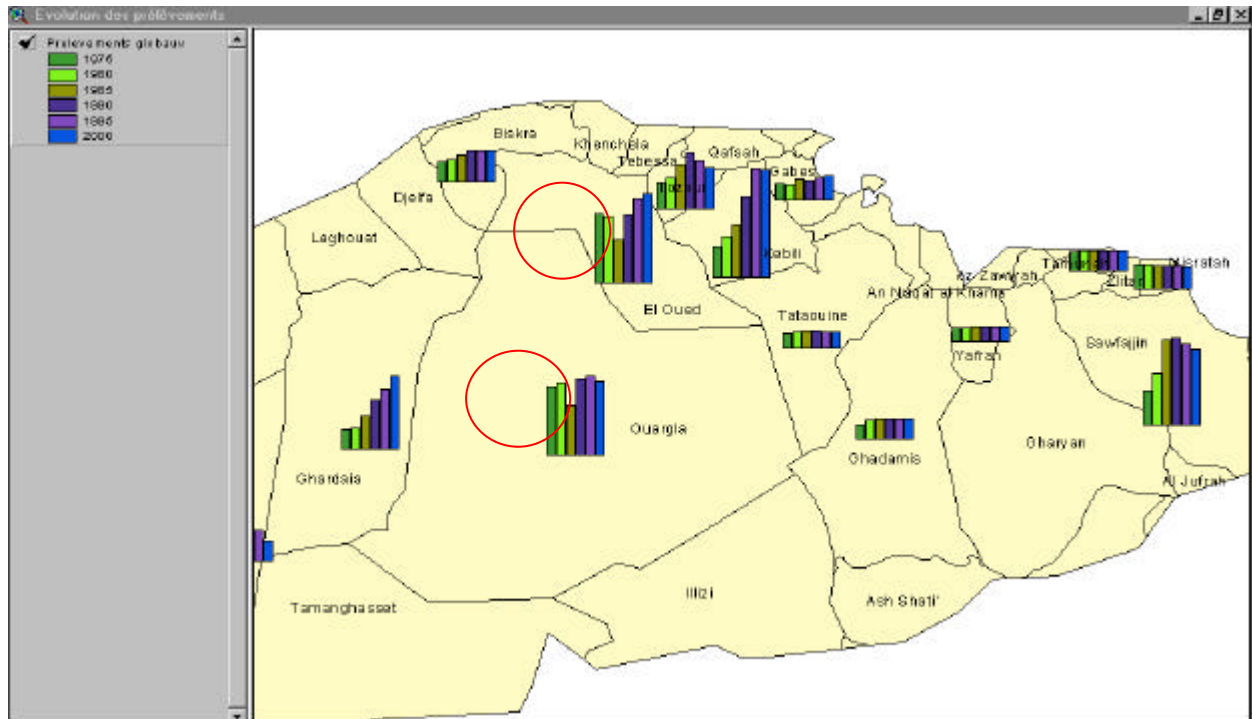 Evolution des prélèvements
Prelevements globaux
1975
1980
1985
1990
1995
2000
Biskra
Khenchela
Tebessa
Qafsah
Tozeur
Gabes
Djelfa
Laghouat
Kebili
El Oued
Tataouine
An Naqat al Khams
Az Zawiyah
Tarhunah
Zlitan
Misratah
Yafran
Sawfajjin
Ouargla
Ghadamis
Gharyan
Ghardaia
Al Jufrah
Tamanghasset
Illizi
Ash Shati'